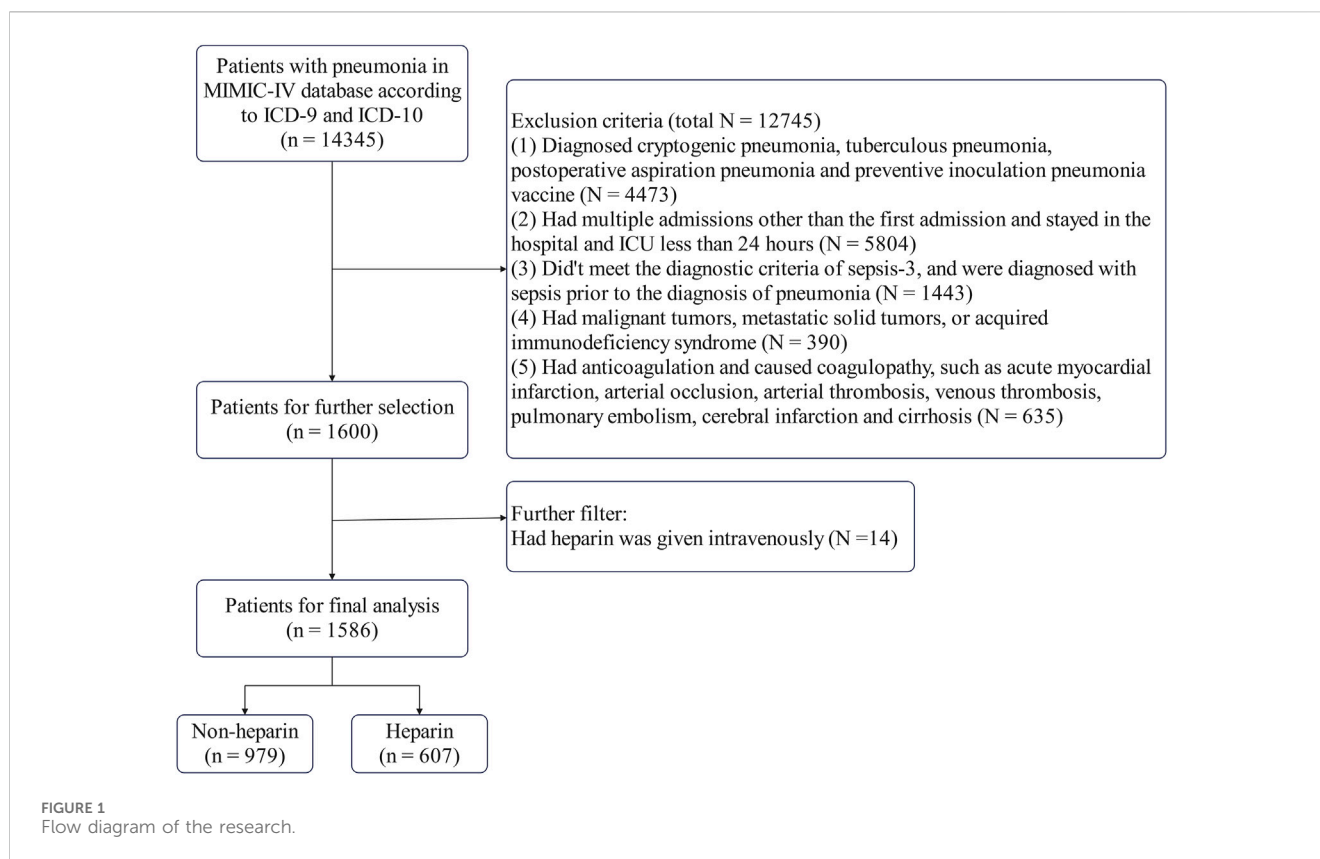 Patients with pneumonia in
MIMIC-IV database according
to ICD-9 and ICD-10
(n = 14345)
Exclusion criteria (total N = 12745)
(1) Diagnosed cryptogenic pneumonia, tuberculous pneumonia,
postoperative aspiration pneumonia and preventive inoculation pneumonia
vaccine (N = 4473)
(2) Had multiple admissions other than the first admission and stayed in the
hospital and ICU less than 24 hours (N = 5804)
(3) Did't meet the diagnostic criteria of sepsis-3, and were diagnosed with
sepsis prior to the diagnosis of pneumonia (N = 1443)
(4) Had malignant tumors, metastatic solid tumors, or acquired
immunodeficiency syndrome (N = 390)
(5) Had anticoagulation and caused coagulopathy, such as acute myocardial
infarction, arterial occlusion, arterial thrombosis, venous thrombosis,
pulmonary embolism, cerebral infarction and cirrhosis (N = 635)
Patients for further selection
(n = 1600)
Further filter:
Had heparin was given intravenously (N =14)
Patients for final analysis
(n = 1586)
Non-heparin
(n = 979)
Heparin
(n = 607)
FIGURE 1
Flow diagram of the research.